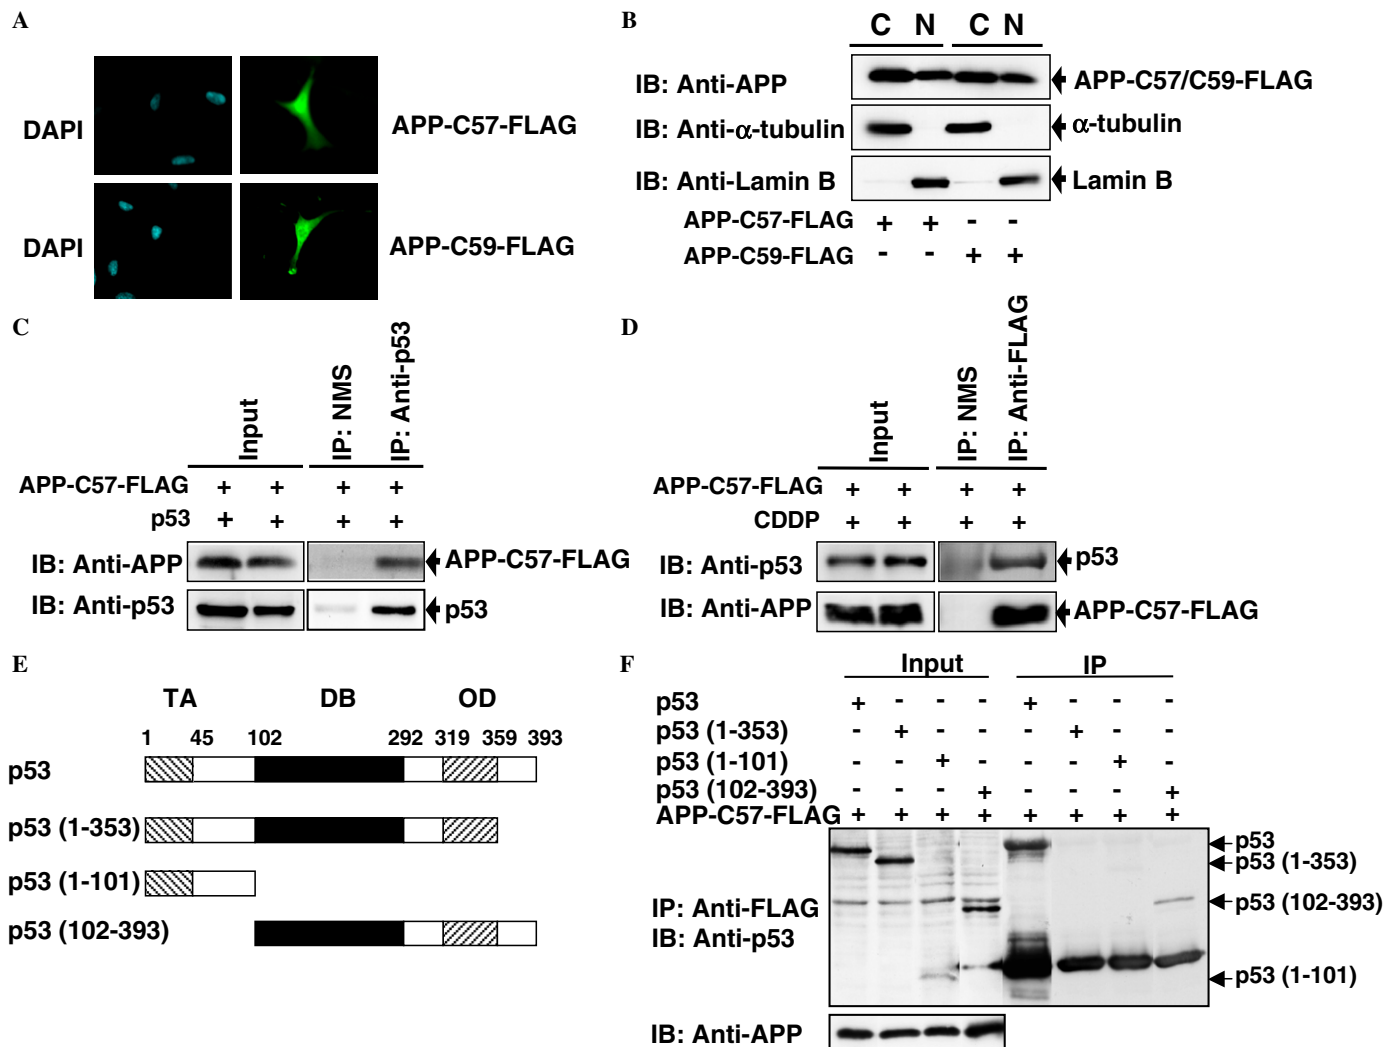 A
DAPI
APP-C57-FLAG
DAPI
APP-C59-FLAG
B
C N C N
IB: Anti-APP
APP-C57/C59-FLAG
IB: Anti-α-tubulin
α-tubulin
IB: Anti-Lamin B
Lamin B
APP-C57-FLAG + + - -
APP-C59-FLAG - - + +
C
Input
IP: NMS
IP: Anti-p53
APP-C57-FLAG + + + +
p53 + + + +
IB: Anti-APP
APP-C57-FLAG
IB: Anti-p53
p53
D
Input
IP: NMS
IP: Anti-FLAG
APP-C57-FLAG + + + +
CDDP + + + +
IB: Anti-p53
p53
IB: Anti-APP
APP-C57-FLAG
E
TA DB OD
1 45 102 292 319 359 393
p53
p53 (1-353)
p53 (1-101)
p53 (102-393)
F
Input IP
p53 + - - - + - - -
p53 (1-353) - + - - - + - -
p53 (1-101) - - + - - - + -
p53 (102-393) - - - + - - - +
APP-C57-FLAG + + + + + + + +
IP: Anti-FLAG
IB: Anti-p53
p53
p53 (1-353)
p53 (102-393)
p53 (1-101)
IB: Anti-APP